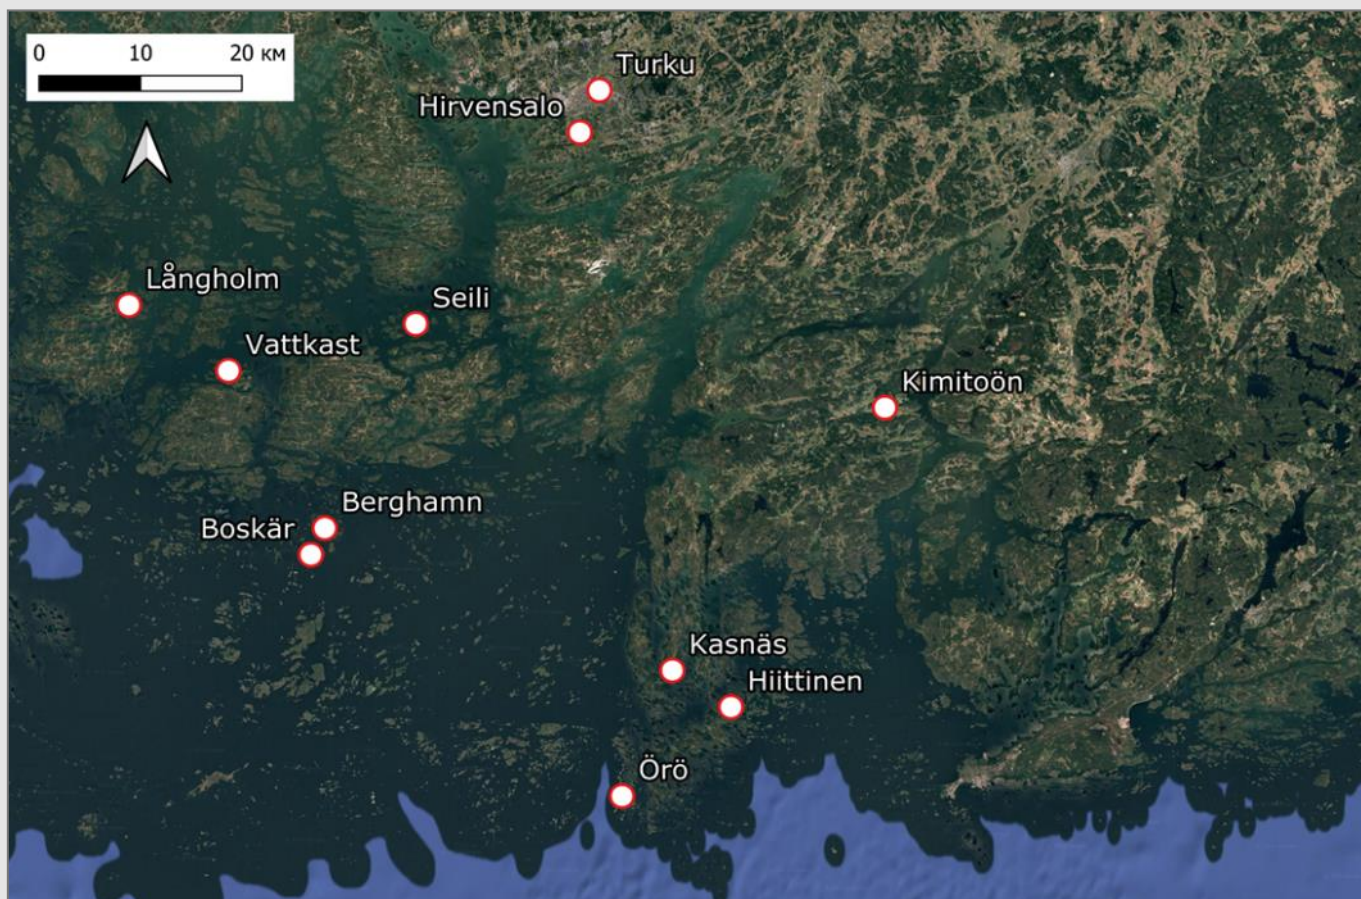 0 10 20 км
Turku
Hirvensalo
Långholm
Seili
Vattkast
Kimitoön
Berghamn
Boskär
Kasnäs
Hiittinen
Örö